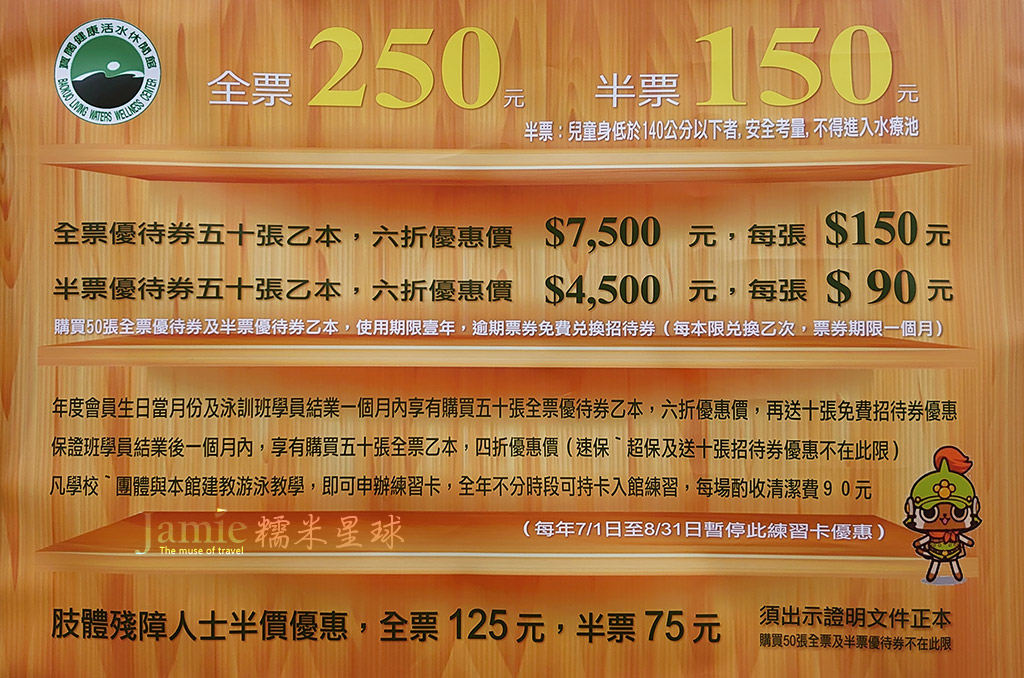 寶閣健康活水休閒館
BAOKUO LIVING WATERS WELLNESS CENTER
全票 250 元 半票 150 元
半票：兒童身低於140公分以下者, 安全考量, 不得進入水療池
全票優待券五十張乙本，六折優惠價 $7,500 元，每張 $150 元
半票優待券五十張乙本，六折優惠價 $4,500 元，每張 $ 90 元
購買50張全票優待券及半票優待券乙本，使用期限壹年，逾期票券免費兌換招待券（每本限兌換乙次，票券期限一個月）
年度會員生日當月份及泳訓班學員結業一個月內享有購買五十張全票優待券乙本，六折優惠價，再送十張免費招待券優惠
保證班學員結業後一個月內，享有購買五十張全票乙本，四折優惠價（速保~超保及送十張招待券優惠不在此限）
凡學校~團體與本館建教游泳教學，即可申辦練習卡，全年不分時段可持卡入館練習，每場酌收清潔費９０元
（每年7/1日至8/31日暫停此練習卡優惠）
Jamie 糯米星球
The muse of travel
肢體殘障人士半價優惠，全票 125 元，半票 75 元
須出示證明文件正本
購買50張全票及半票優待券不在此限